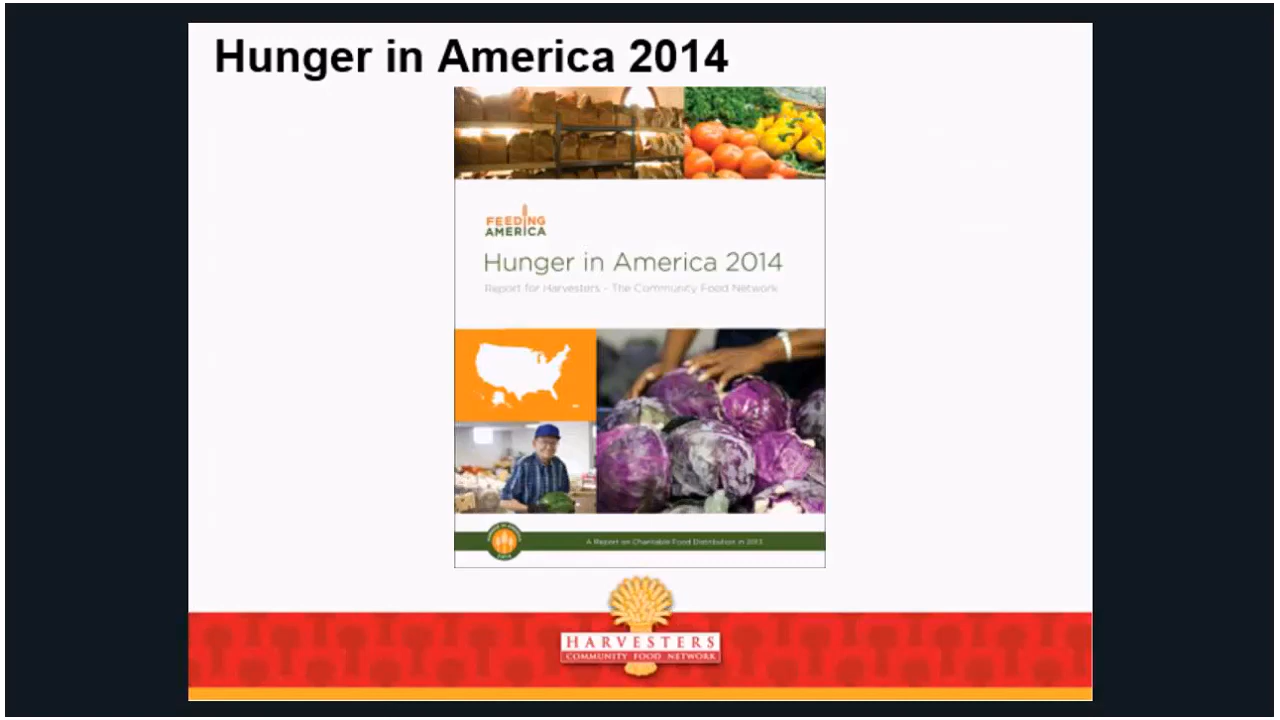 Hunger in America 2014
FEEDING
AMERICA
Hunger in America 2014
Report for Harvesters - The Community Food Network
A Report on Charitable Food Distribution in 2013
HARVESTERS
COMMUNITY FOOD NETWORK